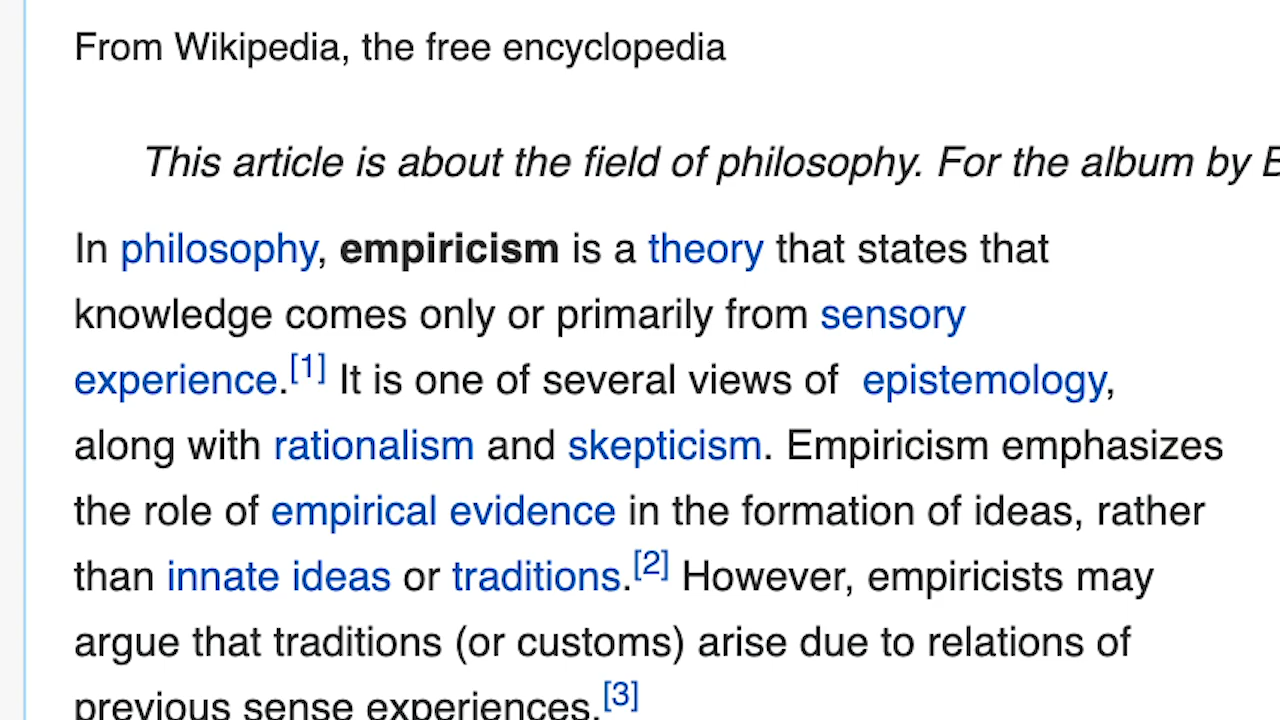 From Wikipedia, the free encyclopedia
This article is about the field of philosophy. For the album by
In philosophy, empiricism is a theory that states that
knowledge comes only or primarily from sensory
experience.[1] It is one of several views of epistemology,
along with rationalism and skepticism. Empiricism emphasizes
the role of empirical evidence in the formation of ideas, rather
than innate ideas or traditions.[2] However, empiricists may
argue that traditions (or customs) arise due to relations of
previous sense experiences.[3]